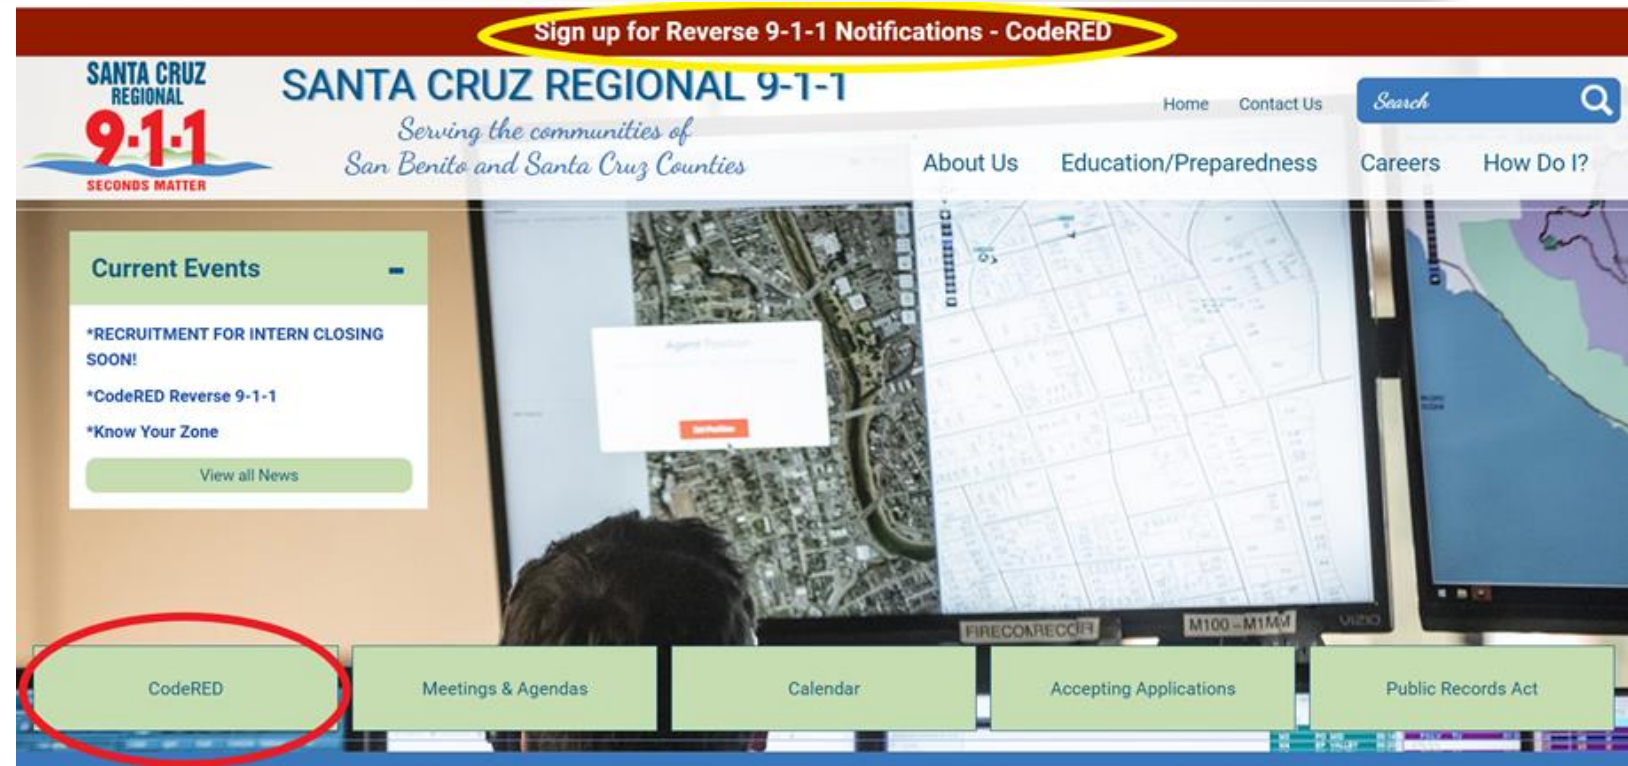 Sign up for Reverse 9-1-1 Notifications - CodeRED
SANTA CRUZ
REGIONAL
9-1-1
SECONDS MATTER
SANTA CRUZ REGIONAL 9-1-1
Serving the communities of
San Benito and Santa Cruz Counties
Home Contact Us
Search
About Us Education/Preparedness Careers How Do I?
Current Events
*RECRUITMENT FOR INTERN CLOSING
SOON!
*CodeRED Reverse 9-1-1
*Know Your Zone
View all News
VIZIO
CodeRED
Meetings & Agendas
Calendar
Accepting Applications
Public Records Act